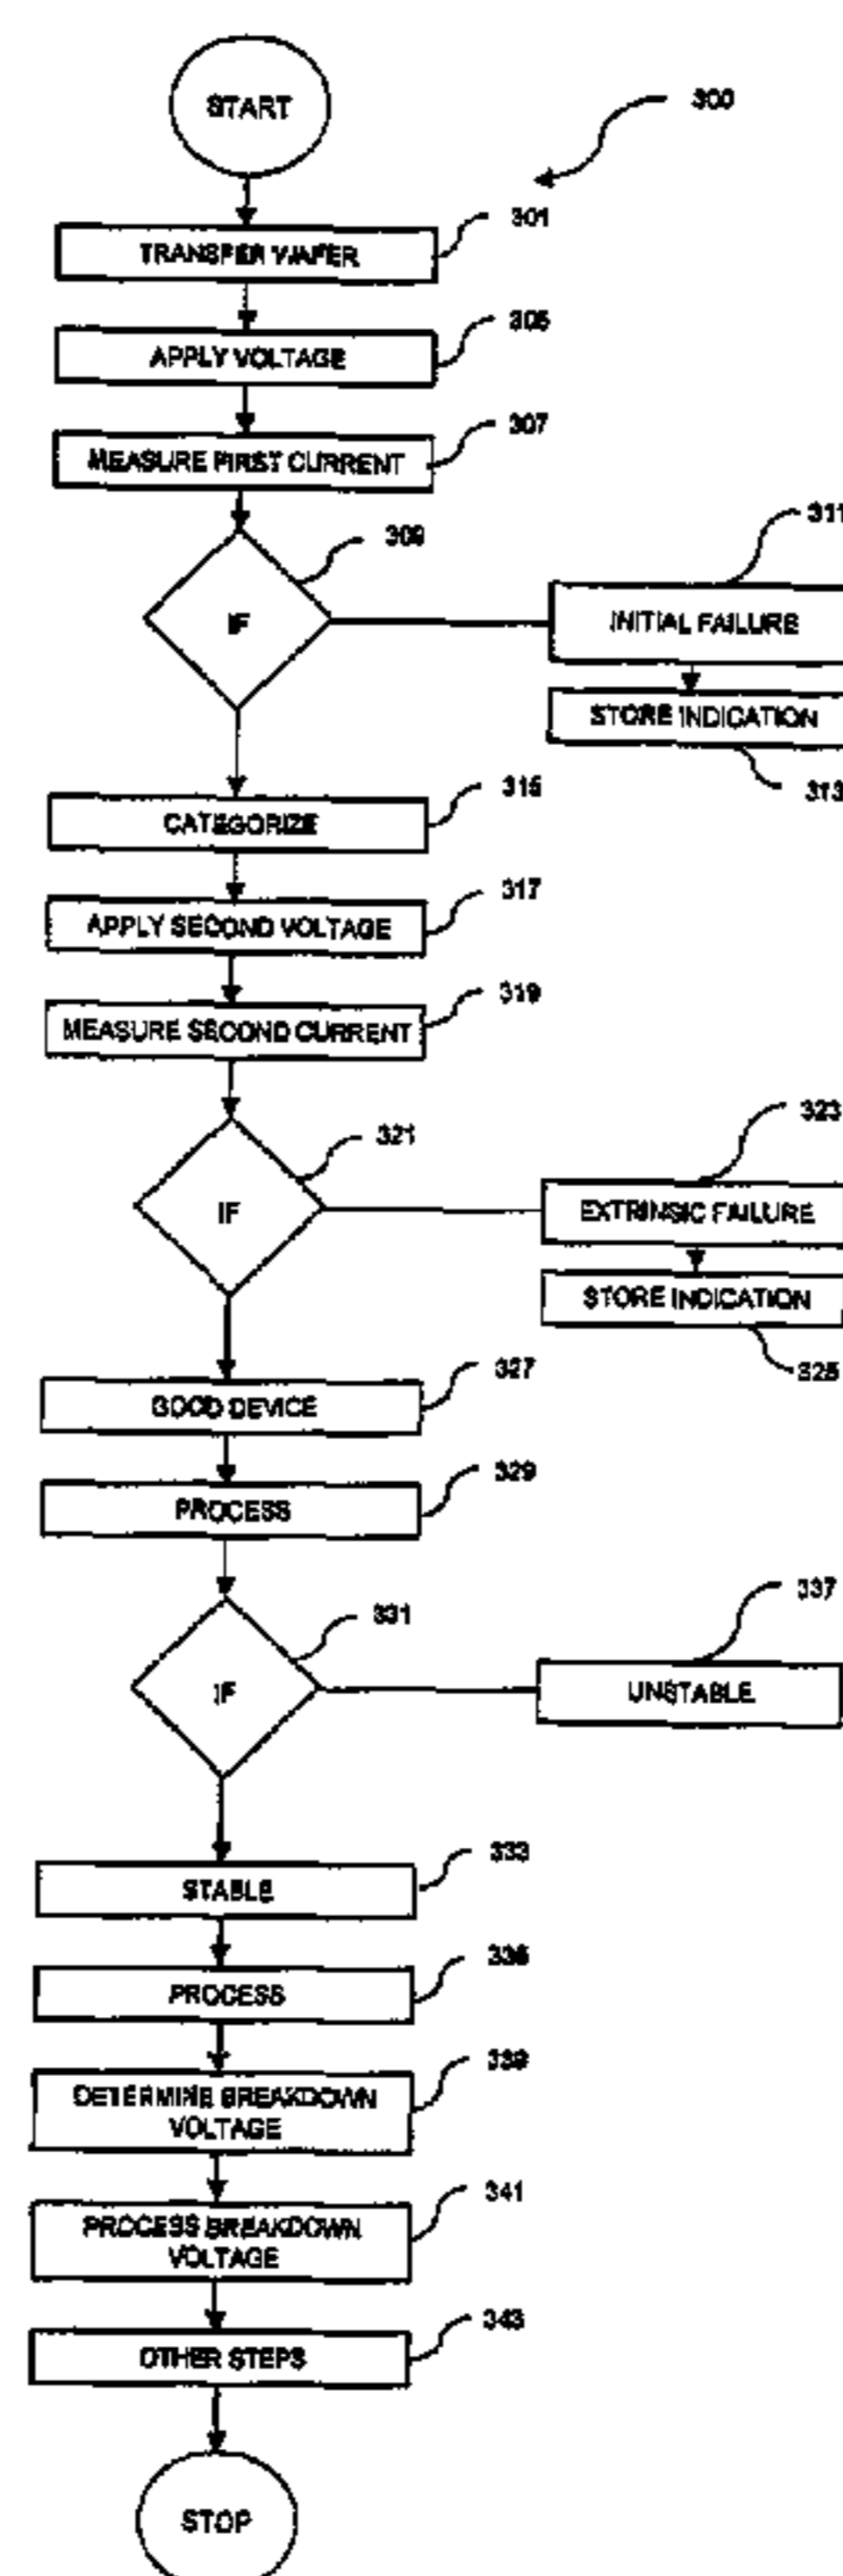 START
300
301
TRANSFER WAFER
305
APPLY VOLTAGE
307
MEASURE FIRST CURRENT
309
IF
311
INITIAL FAILURE
STORE INDICATION
313
315
CATEGORIZE
317
APPLY SECOND VOLTAGE
319
MEASURE SECOND CURRENT
321
IF
323
EXTRINSIC FAILURE
STORE INDICATION
325
327
GOOD DEVICE
329
PROCESS
331
IF
337
UNSTABLE
333
STABLE
335
PROCESS
339
DETERMINE BREAKDOWN
VOLTAGE
341
PROCESS BREAKDOWN
VOLTAGE
343
OTHER STEPS
STOP